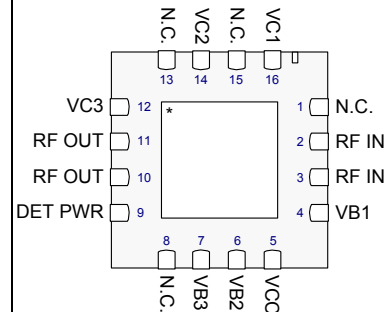 N.C. VC2 N.C. VC1
13 14 15 16
VC3 12 * 1 N.C.
RF OUT 11 2 RF IN
RF OUT 10 3 RF IN
DET PWR 9 4 VB1
8 7 6 5
N.C. VB3 VB2 VCC